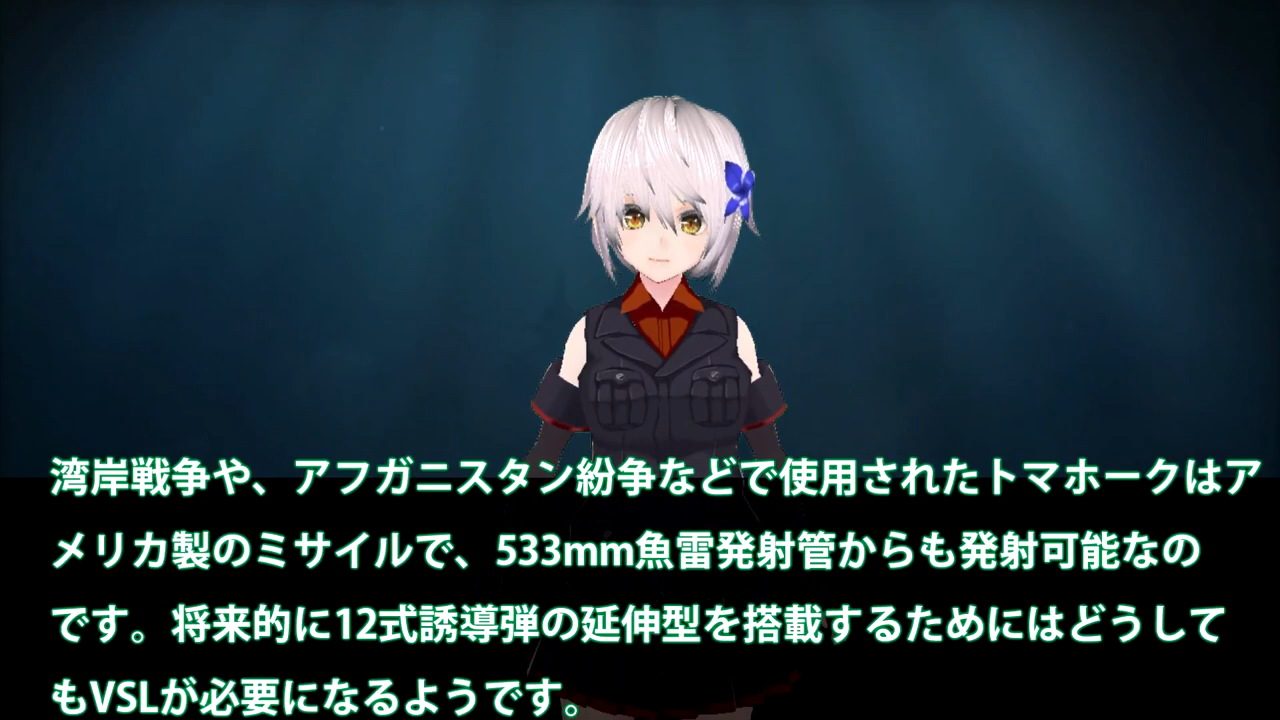 湾岸戦争や、アフガニスタン紛争などで使用されたトマホークはア
メリカ製のミサイルで、533mm魚雷発射管からも発射可能なの
です。将来的に12式誘導弾の延伸型を搭載するためにはどうして
もVSLが必要になるようです。